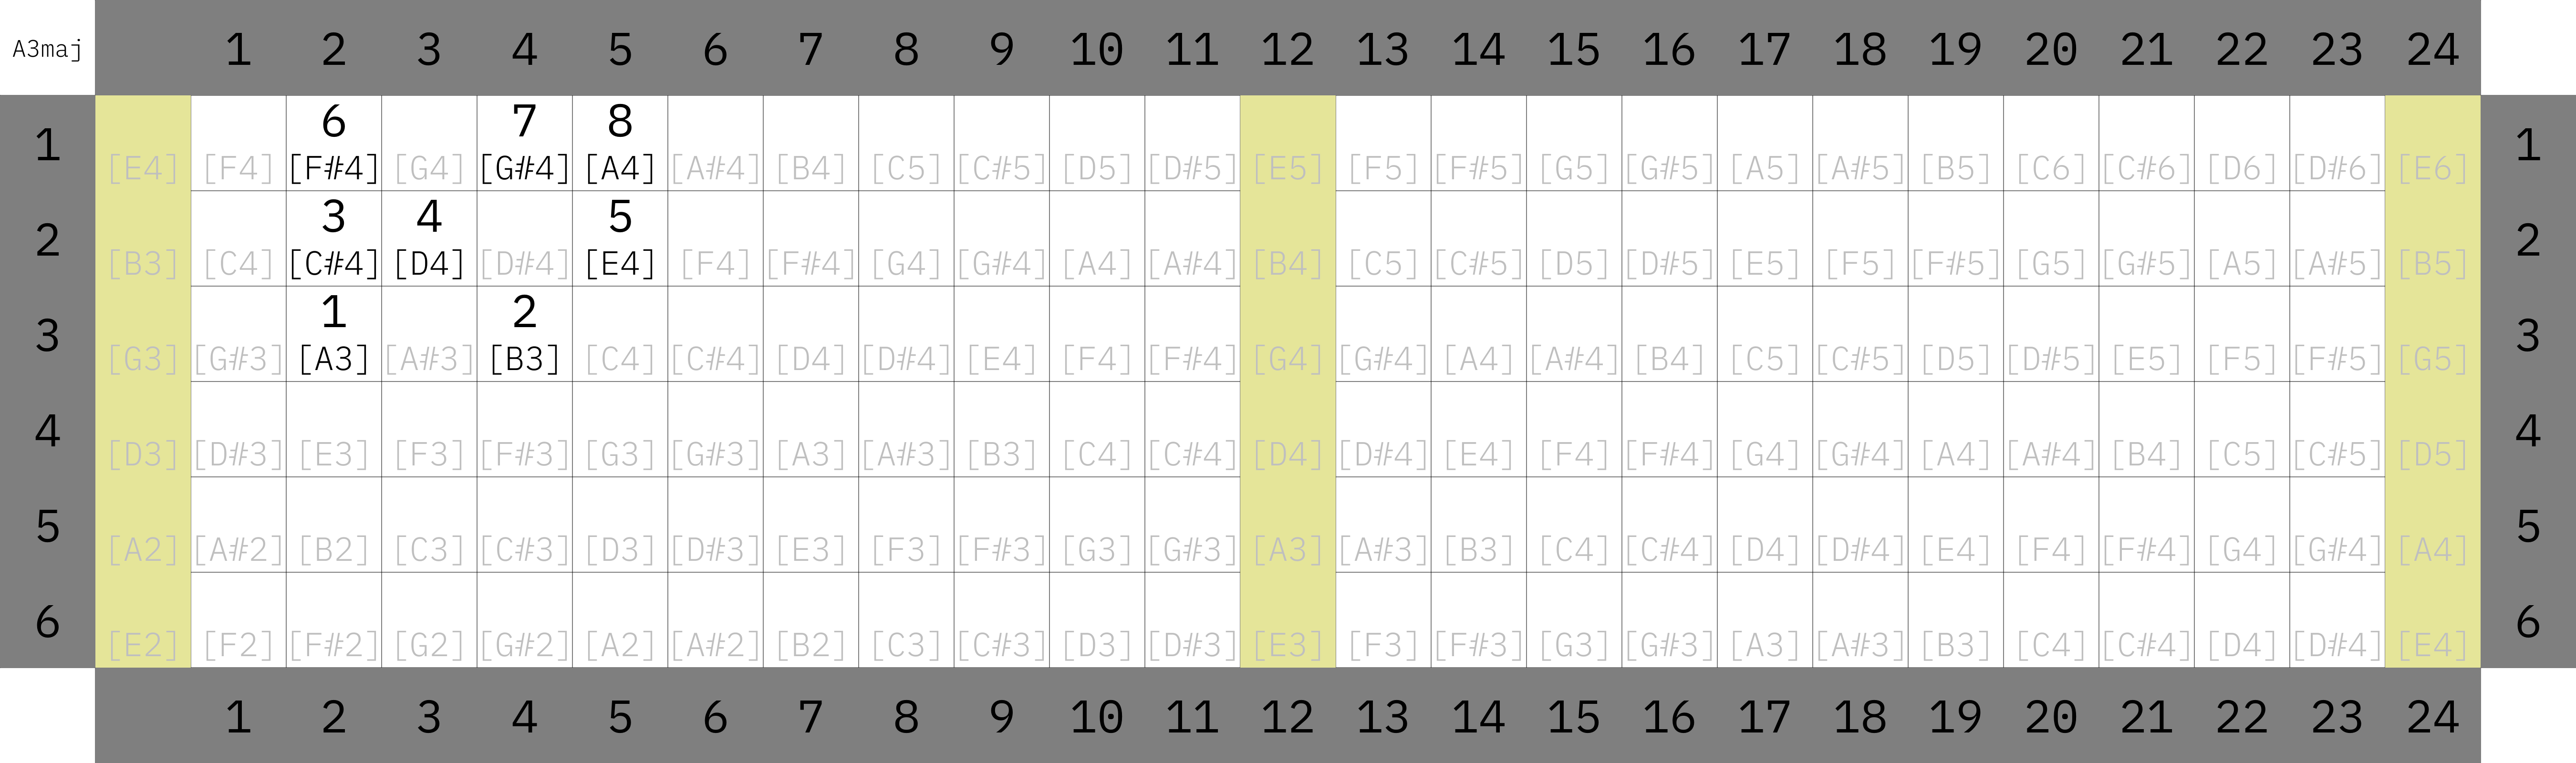 A3maj 1 2 3 4 5 6 7 8 9 10 11 12 13 14 15 16 17 18 19 20 21 22 23 24
6 7 8
1 [E4] [F4] [F#4] [G4] [G#4] [A4] [A#4] [B4] [C5] [C#5] [D5] [D#5] [E5] [F5] [F#5] [G5] [G#5] [A5] [A#5] [B5] [C6] [C#6] [D6] [D#6] [E6] 1
3 4 5
2 [B3] [C4] [C#4] [D4] [D#4] [E4] [F4] [F#4] [G4] [G#4] [A4] [A#4] [B4] [C5] [C#5] [D5] [D#5] [E5] [F5] [F#5] [G5] [G#5] [A5] [A#5] [B5] 2
1 2
3 [G3] [G#3] [A3] [A#3] [B3] [C4] [C#4] [D4] [D#4] [E4] [F4] [F#4] [G4] [G#4] [A4] [A#4] [B4] [C5] [C#5] [D5] [D#5] [E5] [F5] [F#5] [G5] 3
4 [D3] [D#3] [E3] [F3] [F#3] [G3] [G#3] [A3] [A#3] [B3] [C4] [C#4] [D4] [D#4] [E4] [F4] [F#4] [G4] [G#4] [A4] [A#4] [B4] [C5] [C#5] [D5] 4
5 [A2] [A#2] [B2] [C3] [C#3] [D3] [D#3] [E3] [F3] [F#3] [G3] [G#3] [A3] [A#3] [B3] [C4] [C#4] [D4] [D#4] [E4] [F4] [F#4] [G4] [G#4] [A4] 5
6 [E2] [F2] [F#2] [G2] [G#2] [A2] [A#2] [B2] [C3] [C#3] [D3] [D#3] [E3] [F3] [F#3] [G3] [G#3] [A3] [A#3] [B3] [C4] [C#4] [D4] [D#4] [E4] 6
1 2 3 4 5 6 7 8 9 10 11 12 13 14 15 16 17 18 19 20 21 22 23 24